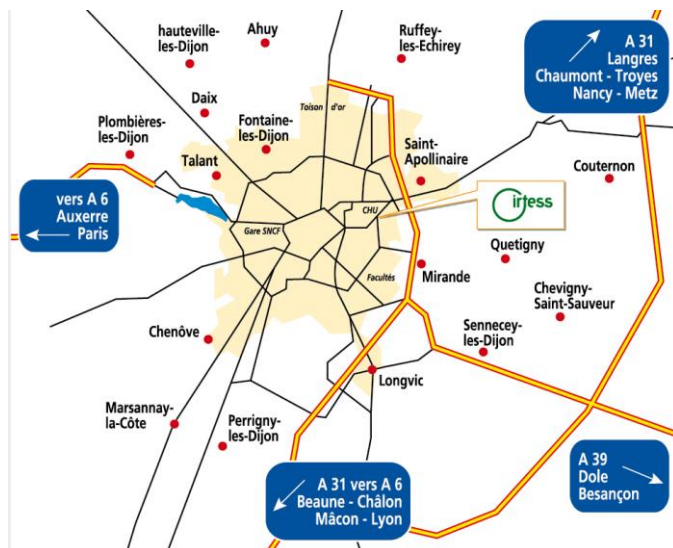 hauteville-
les-Dijon
Ahuy
Ruffey-
les-Echirey
A 31
Langres
Chaumont - Troyes
Nancy - Metz
Daix
Toison d'or
Plombières-
les-Dijon
Fontaine-
les-Dijon
Talant
Saint-
Apollinaire
Couternon
vers A 6
Auxerre
Paris
CHU
irtess
Gare SNCF
Quetigny
Facultés
Mirande
Chevigny-
Saint-Sauveur
Chenôve
Sennecey-
les-Dijon
Longvic
Marsannay-
la-Côte
Perrigny-
les-Dijon
A 31 vers A 6
Beaune - Châlon
Mâcon - Lyon
A 39
Dole
Besançon